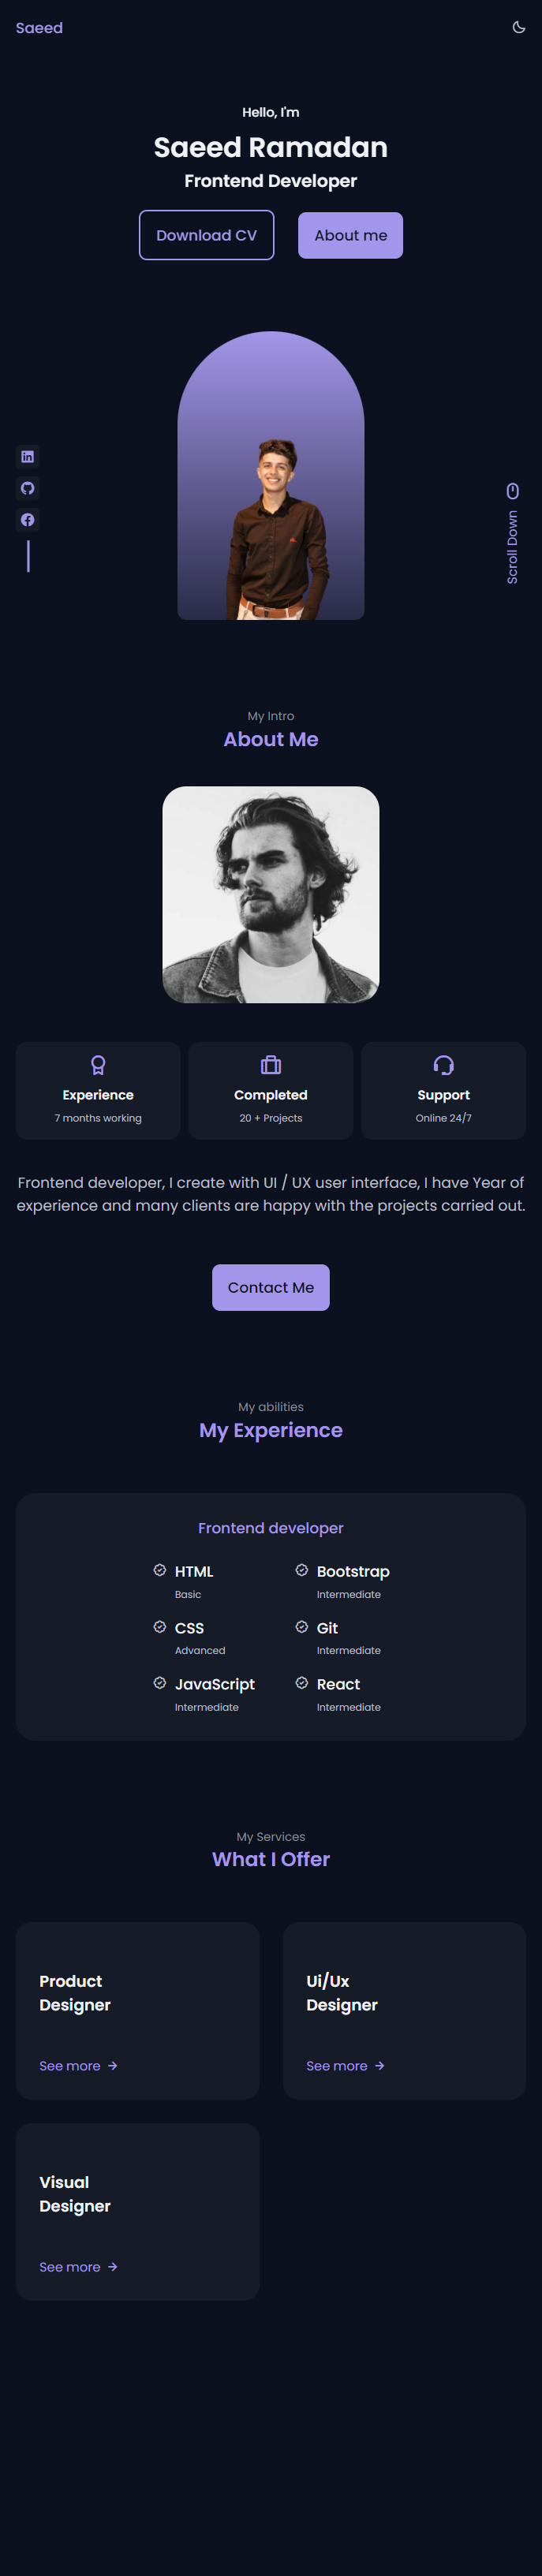 Saeed
Hello, I'm
Saeed Ramadan
Frontend Developer
Download CV
About me
Scroll Down
My Intro
About Me
Experience
7 months working
Completed
20 + Projects
Support
Online 24/7
Frontend developer, I create with UI / UX user interface, I have Year of
experience and many clients are happy with the projects carried out.
Contact Me
My abilities
My Experience
Frontend developer
HTML
Basic
Bootstrap
Intermediate
CSS
Advanced
Git
Intermediate
JavaScript
Intermediate
React
Intermediate
My Services
What I Offer
Product
Designer
See more
Ui/Ux
Designer
See more
Visual
Designer
See more